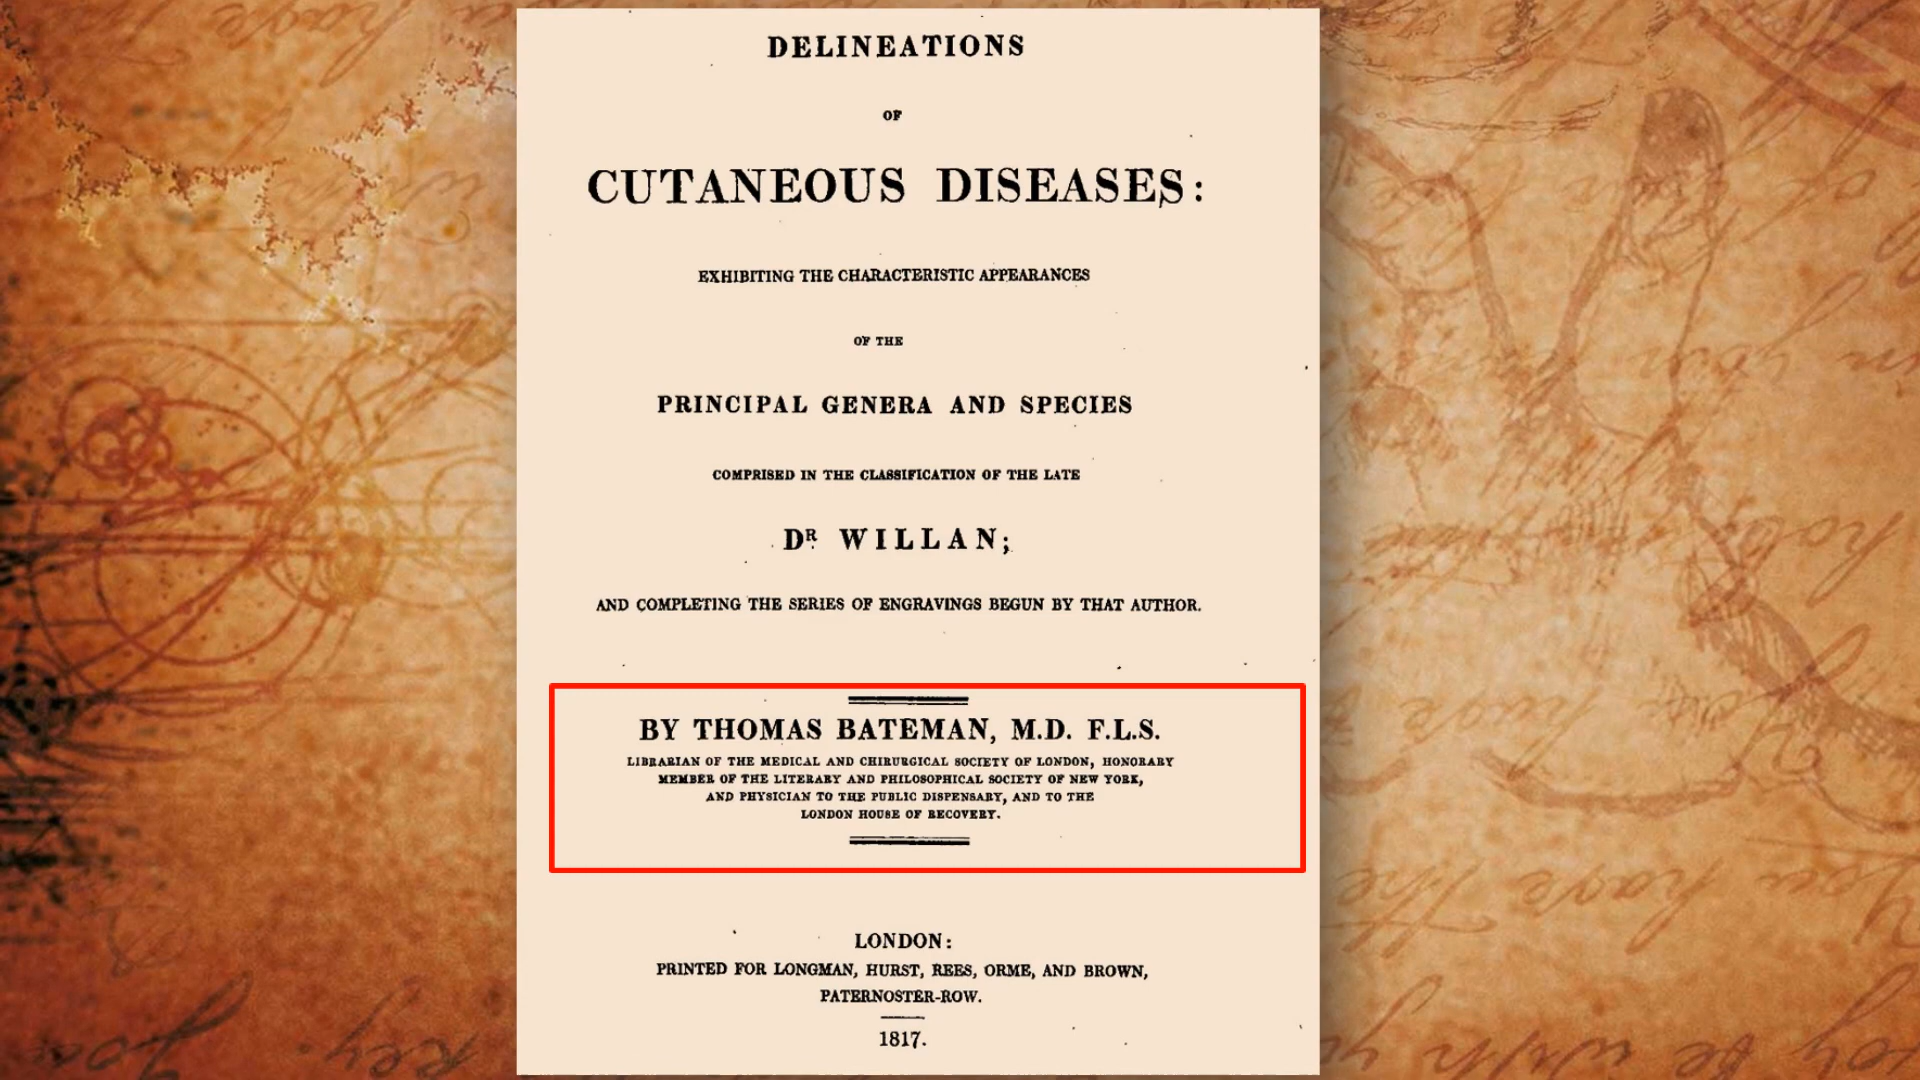 DELINEATIONS
OF
CUTANEOUS DISEASES:
EXHIBITING THE CHARACTERISTIC APPEARANCES
OF THE
PRINCIPAL GENERA AND SPECIES
COMPRISED IN THE CLASSIFICATION OF THE LATE
DR WILLAN;
AND COMPLETING THE SERIES OF ENGRAVINGS BEGUN BY THAT AUTHOR.
BY THOMAS BATEMAN, M.D. F.L.S.
LIBRARIAN OF THE MEDICAL AND CHIRURGICAL SOCIETY OF LONDON, HONORARY
MEMBER OF THE LITERARY AND PHILOSOPHICAL SOCIETY OF NEW YORK,
AND PHYSICIAN TO THE PUBLIC DISPENSARY, AND TO THE
LONDON HOUSE OF RECOVERY.
LONDON:
PRINTED FOR LONGMAN, HURST, REES, ORME, AND BROWN,
PATERNOSTER-ROW.
1817.